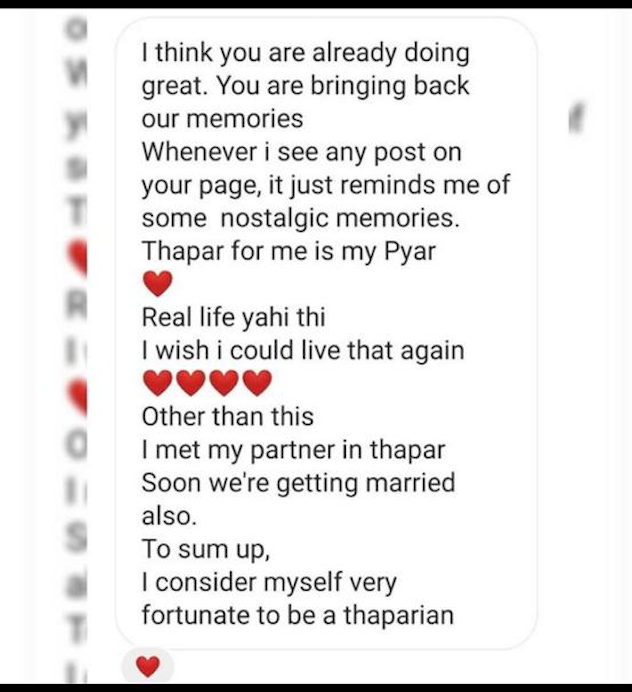 I think you are already doing
great. You are bringing back
our memories
Whenever i see any post on
your page, it just reminds me of
some  nostalgic memories.
Thapar for me is my Pyar
❤️
Real life yahi thi
I wish i could live that again
❤️❤️❤️❤️
Other than this
I met my partner in thapar
Soon we're getting married
also.
To sum up,
I consider myself very
fortunate to be a thaparian
❤️